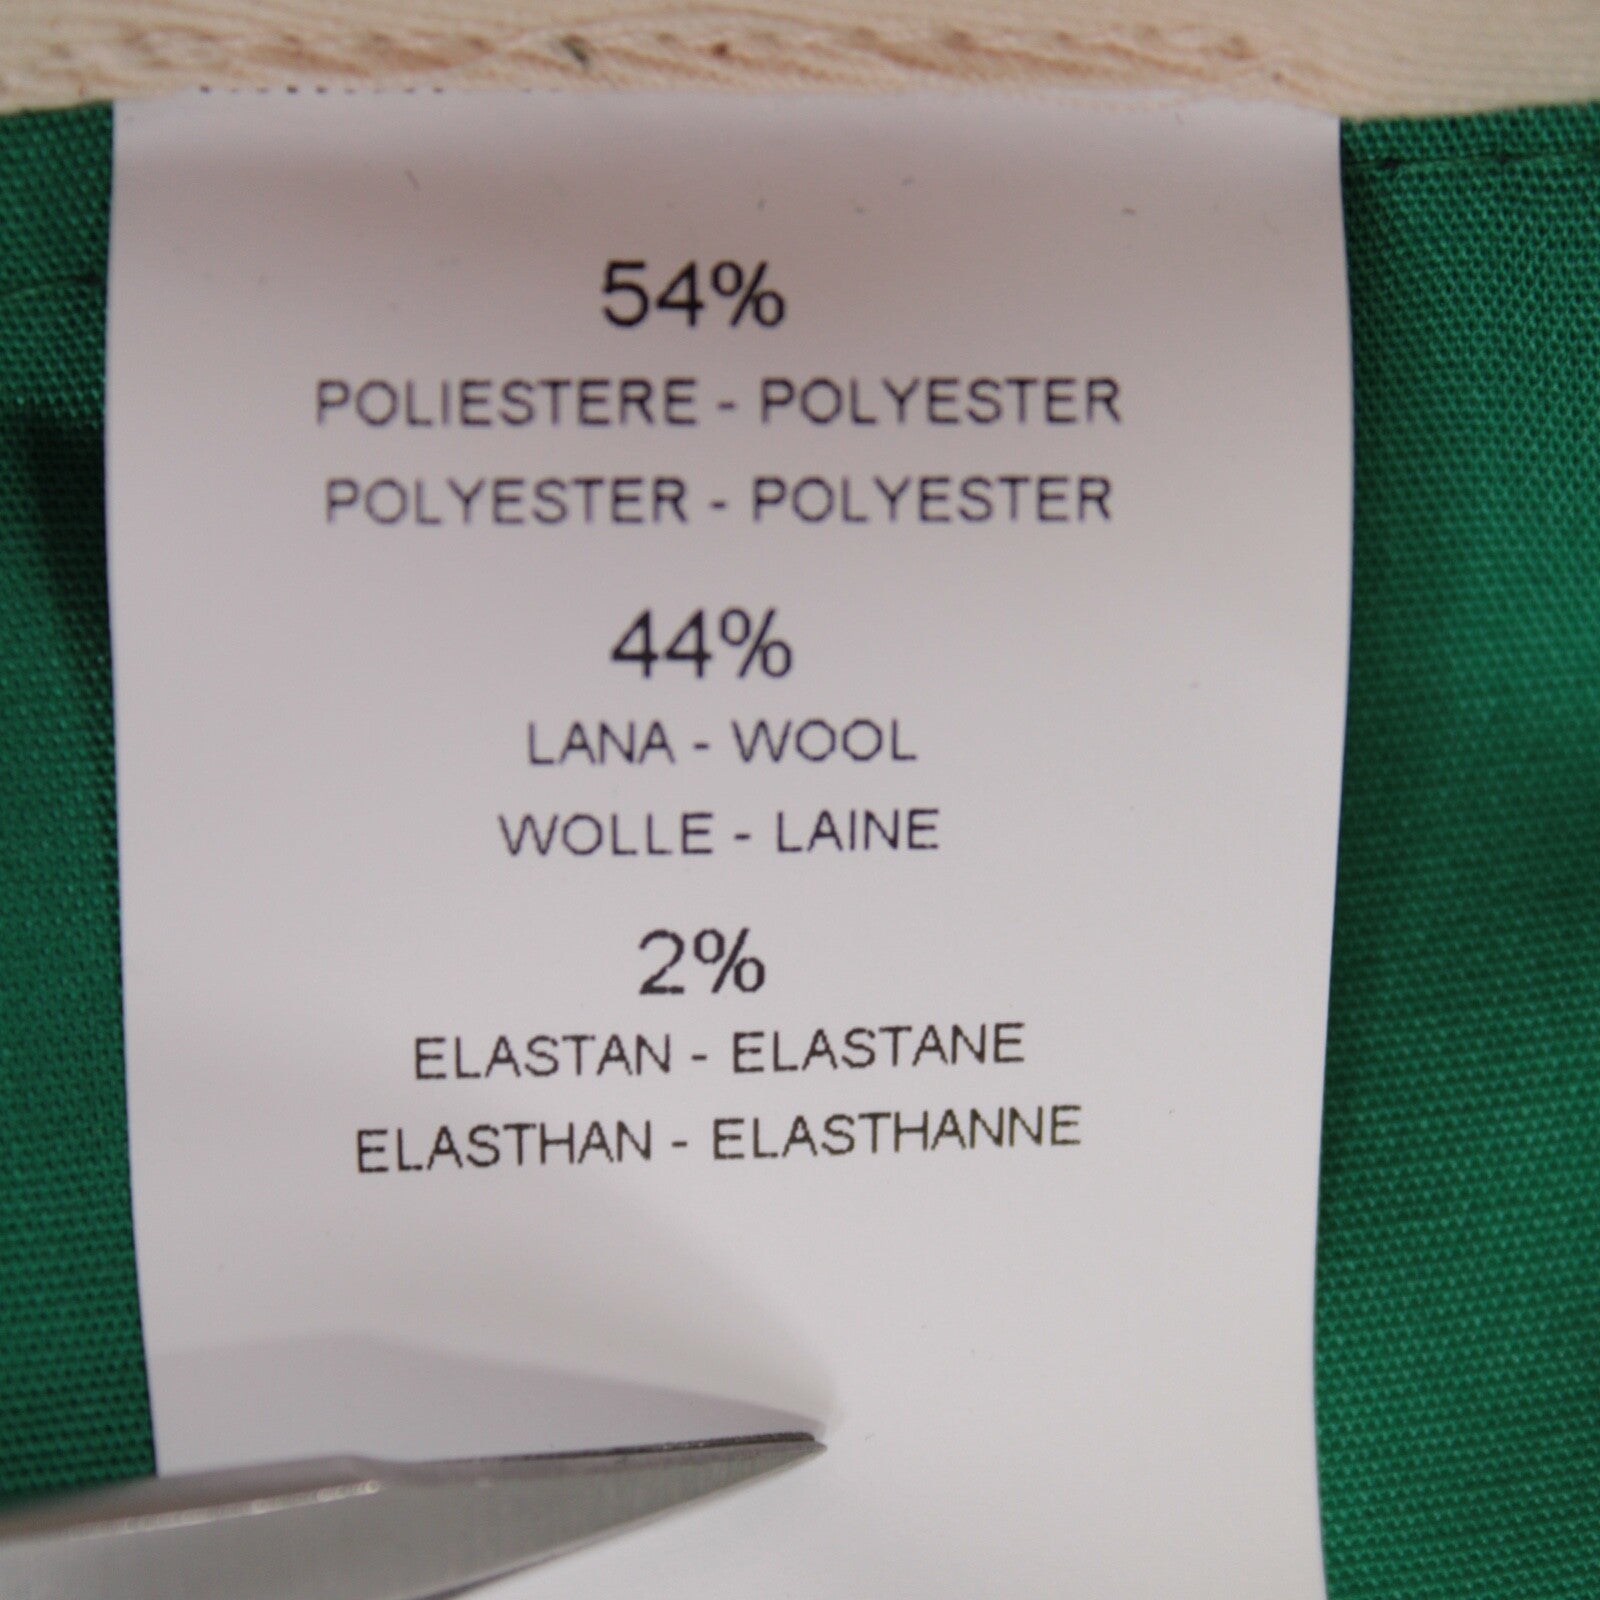 54%
POLIESTERE - POLYESTER
POLYESTER - POLYESTER
44%
LANA - WOOL
WOLLE - LAINE
2%
ELASTAN - ELASTANE
ELASTHAN - ELASTHANNE